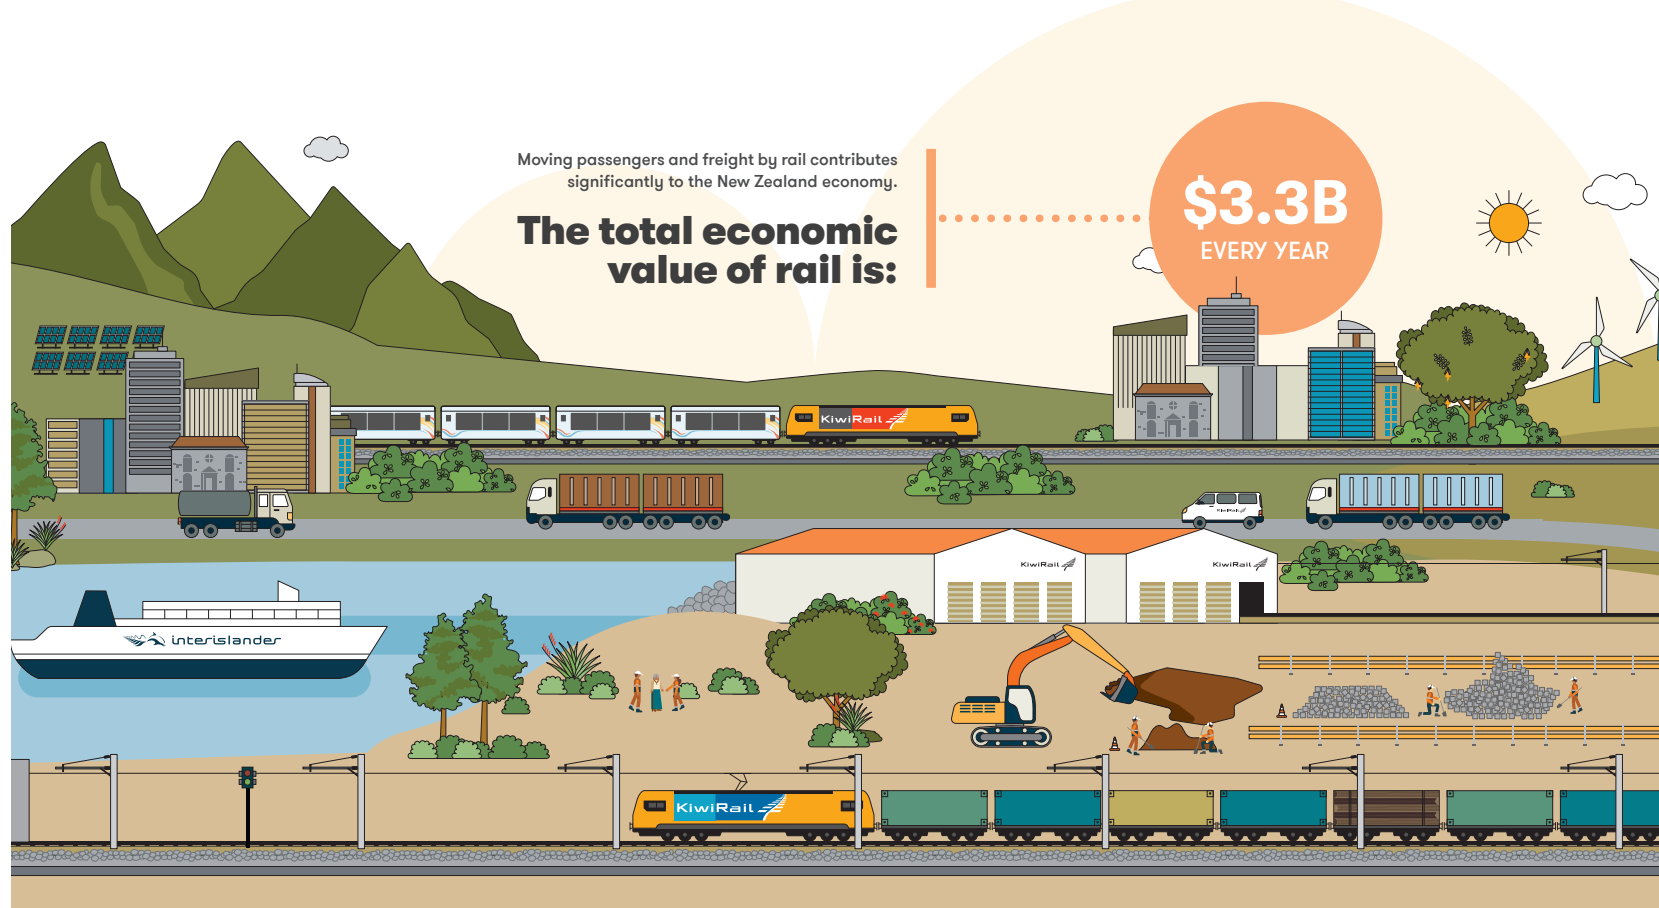 Moving passengers and freight by rail contributes
significantly to the New Zealand economy.
The total economic
value of rail is:
$3.3B
EVERY YEAR
KiwiRail
KiwiRail
KiwiRail
KiwiRail
interislander
KiwiRail